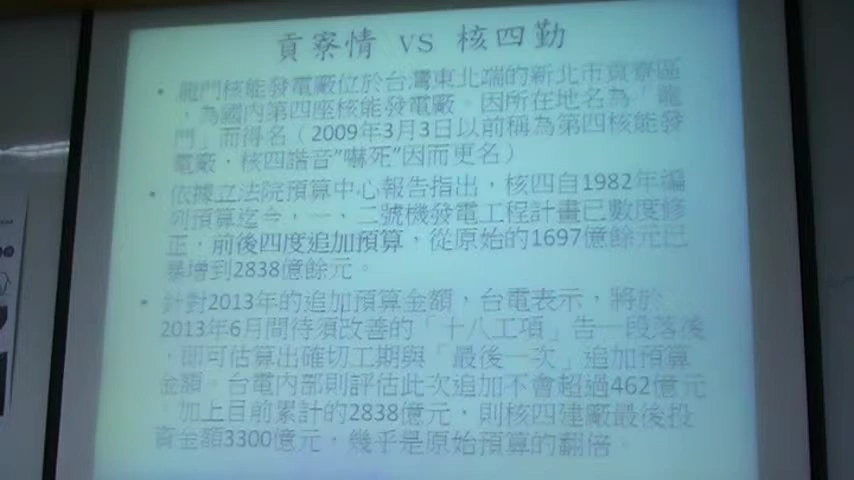 貢寮情 vs 核四勤
• 龍門核能發電廠位於台灣東北端的新北市貢寮區
，為國內第四座核能發電廠。因所在地名為「龍
門」而得名（2009年3月3日以前稱為第四核能發
電廠，核四諧音”嚇死”因而更名）
• 依據立法院預算中心報告指出，核四自1982年編
列預算迄今，一、二號機發電工程計畫已數度修
正，前後四度追加預算，從原始的1697億餘元已
暴增到2838億餘元。
• 針對2013年的追加預算金額，台電表示，將於
2013年6月間待須改善的「十八工項」告一段落後
，即可估算出確切工期與「最後一次」追加預算
金額。台電內部則評估此次追加不會超過462億元
，加上目前累計的2838億元，則核四建廠最後投
資金額3300億元，幾乎是原始預算的翻倍。